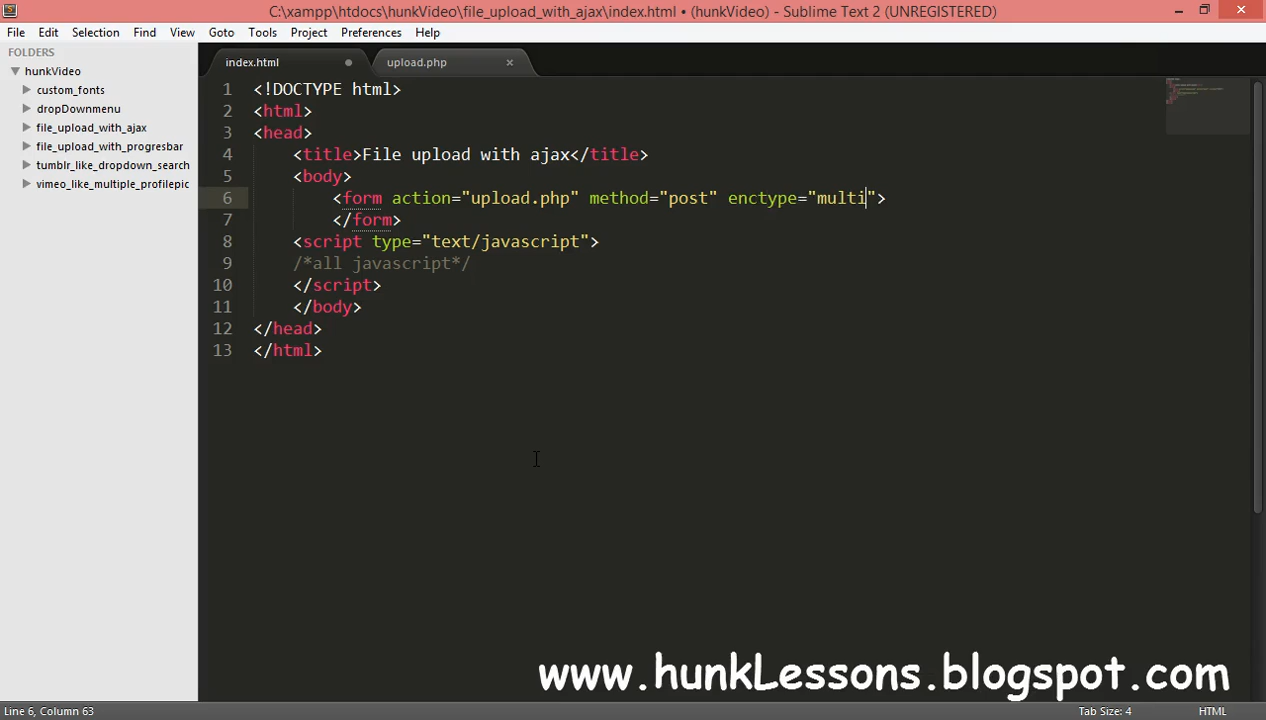 C:\xampp\htdocs\hunkVideo\file_upload_with_ajax\index.html • (hunkVideo) - Sublime Text 2 (UNREGISTERED)
File Edit Selection Find View Goto Tools Project Preferences Help
FOLDERS
hunkVideo
custom_fonts
dropDownmenu
file_upload_with_ajax
file_upload_with_progresbar
tumblr_like_dropdown_search
vimeo_like_multiple_profilepic
index.html
upload.php
1 <!DOCTYPE html>
2 <html>
3 <head>
4 <title>File upload with ajax</title>
5 <body>
6 <form action="upload.php" method="post" enctype="multi">
7 </form>
8 <script type="text/javascript">
9 /*all javascript*/
10 </script>
11 </body>
12 </head>
13 </html>
www.hunkLessons.blogspot.com
Line 6, Column 63
Tab Size: 4
HTML